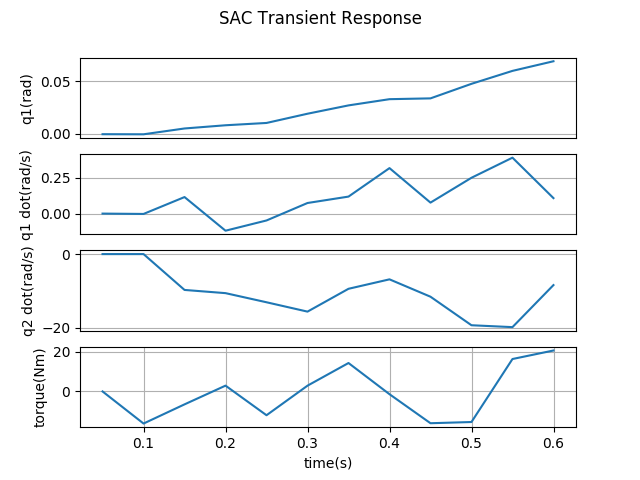 SAC Transient Response
q1(rad)
0.05
0.00
q1 dot(rad/s)
0.25
0.00
q2 dot(rad/s)
0
−20
torque(Nm)
20
0
0.1 0.2 0.3 0.4 0.5 0.6
time(s)